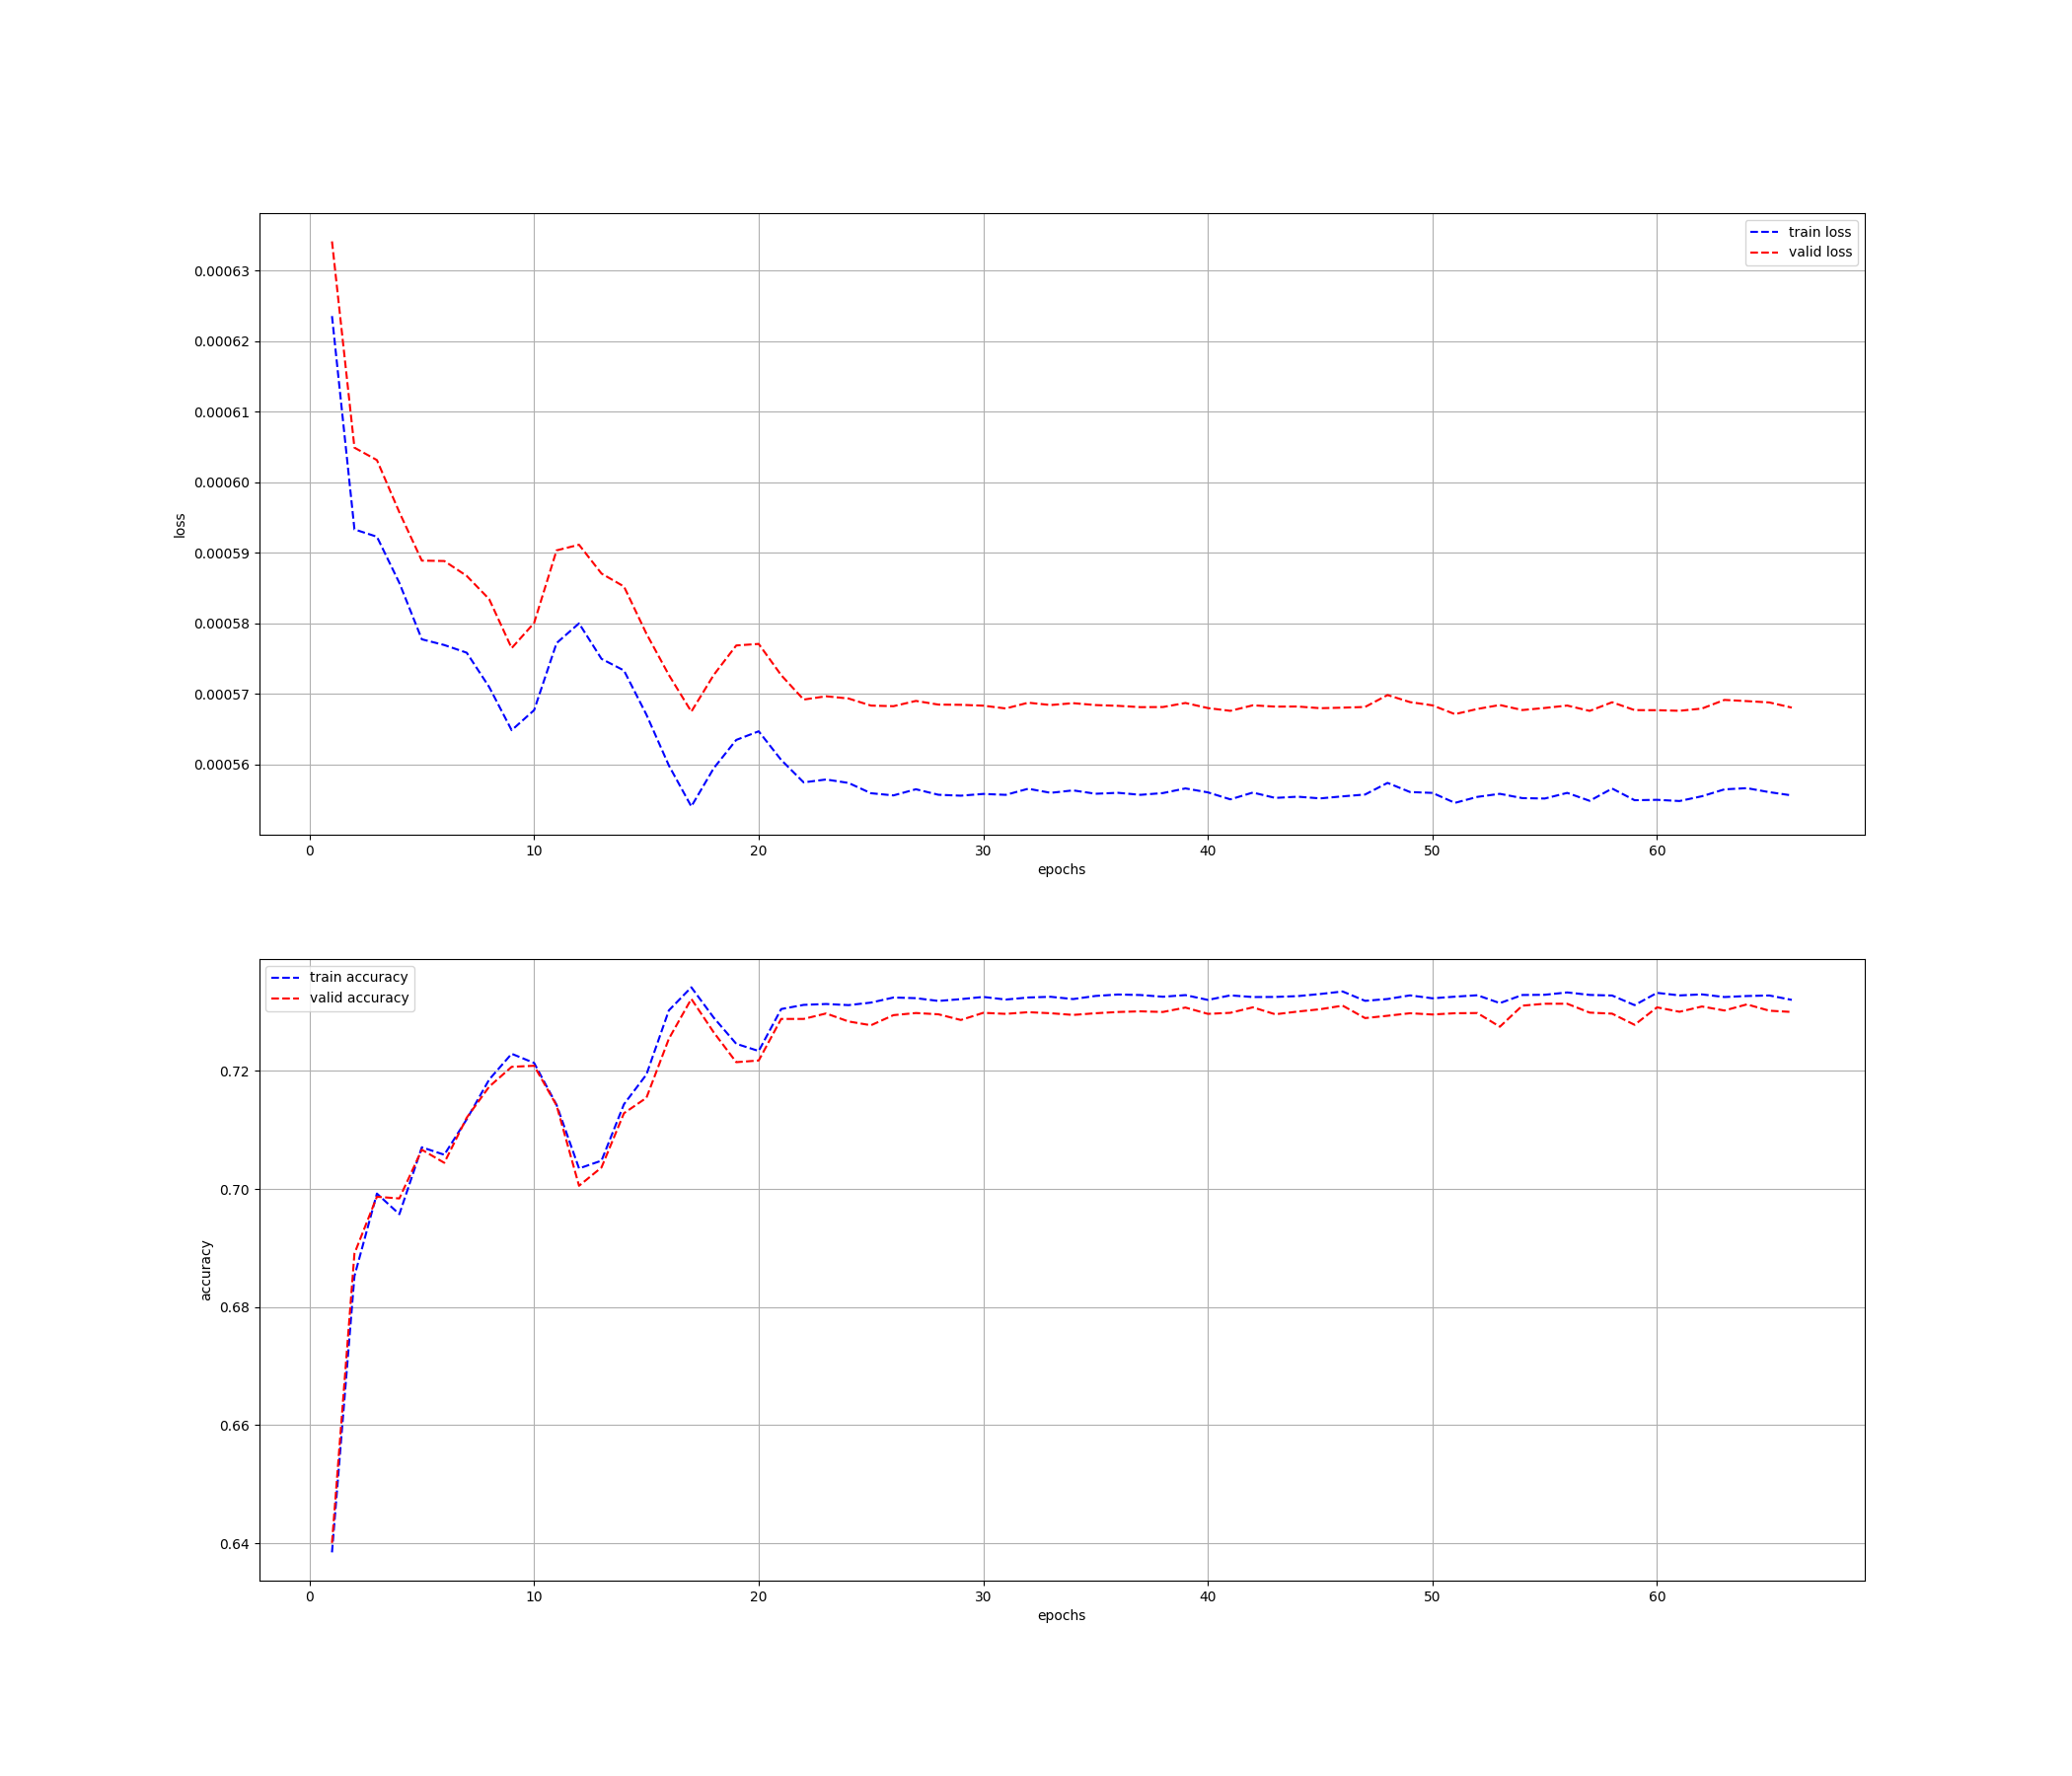 train loss
valid loss
0.00063
0.00062
0.00061
0.00060
0.00059
0.00058
0.00057
0.00056
loss
0 10 20 30 40 50 60
epochs
train accuracy
valid accuracy
0.72
0.70
0.68
0.66
0.64
accuracy
0 10 20 30 40 50 60
epochs